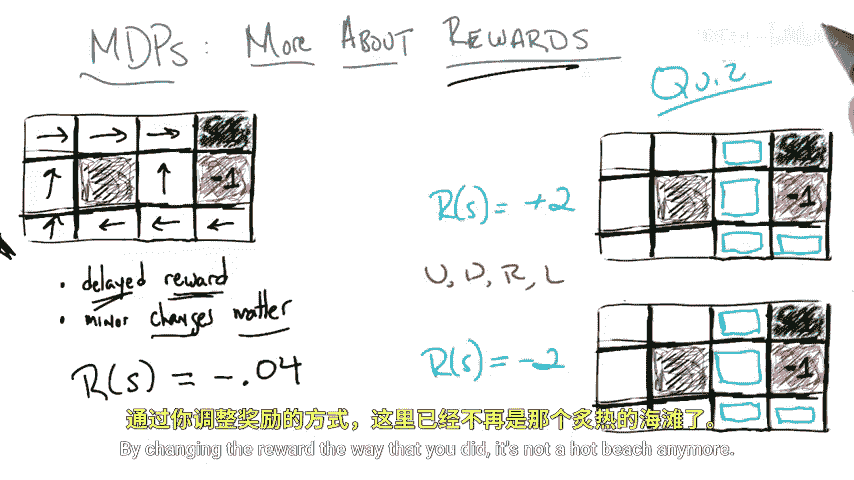 MDPs: MORE ABOUT REWARDS
Quiz
-1
• delayed reward
• minor changes matter
R(s) = -.04
R(s) = +2
U, D, R, L
R(s) = -2
-1
-1
通过你调整奖励的方式，这里已经不再是那个炙热的海滩了。
By changing the reward the way that you did, it's not a hot beach anymore.